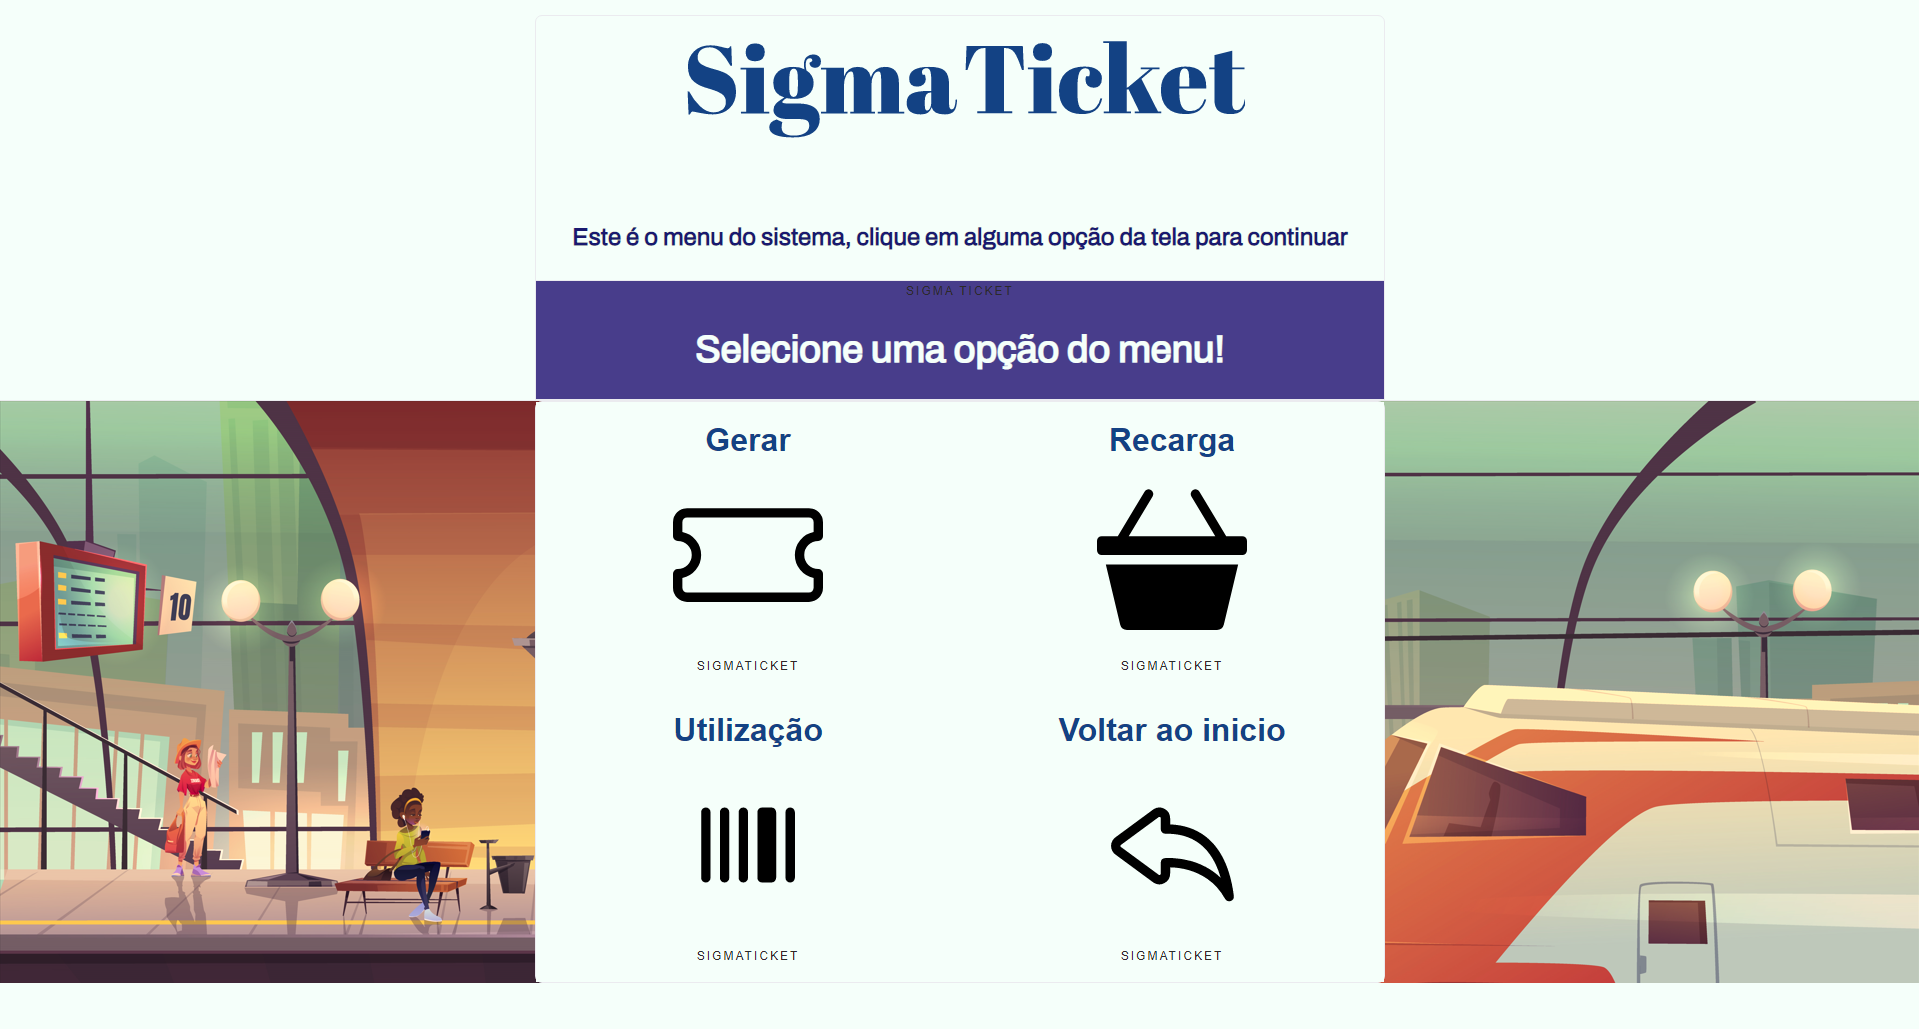 Sigma Ticket
Este é o menu do sistema, clique em alguma opção da tela para continuar
SIGMA TICKET
Selecione uma opção do menu!
Gerar
Recarga
SIGMATICKET
SIGMATICKET
10
Utilização
Voltar ao inicio
SIGMATICKET
SIGMATICKET